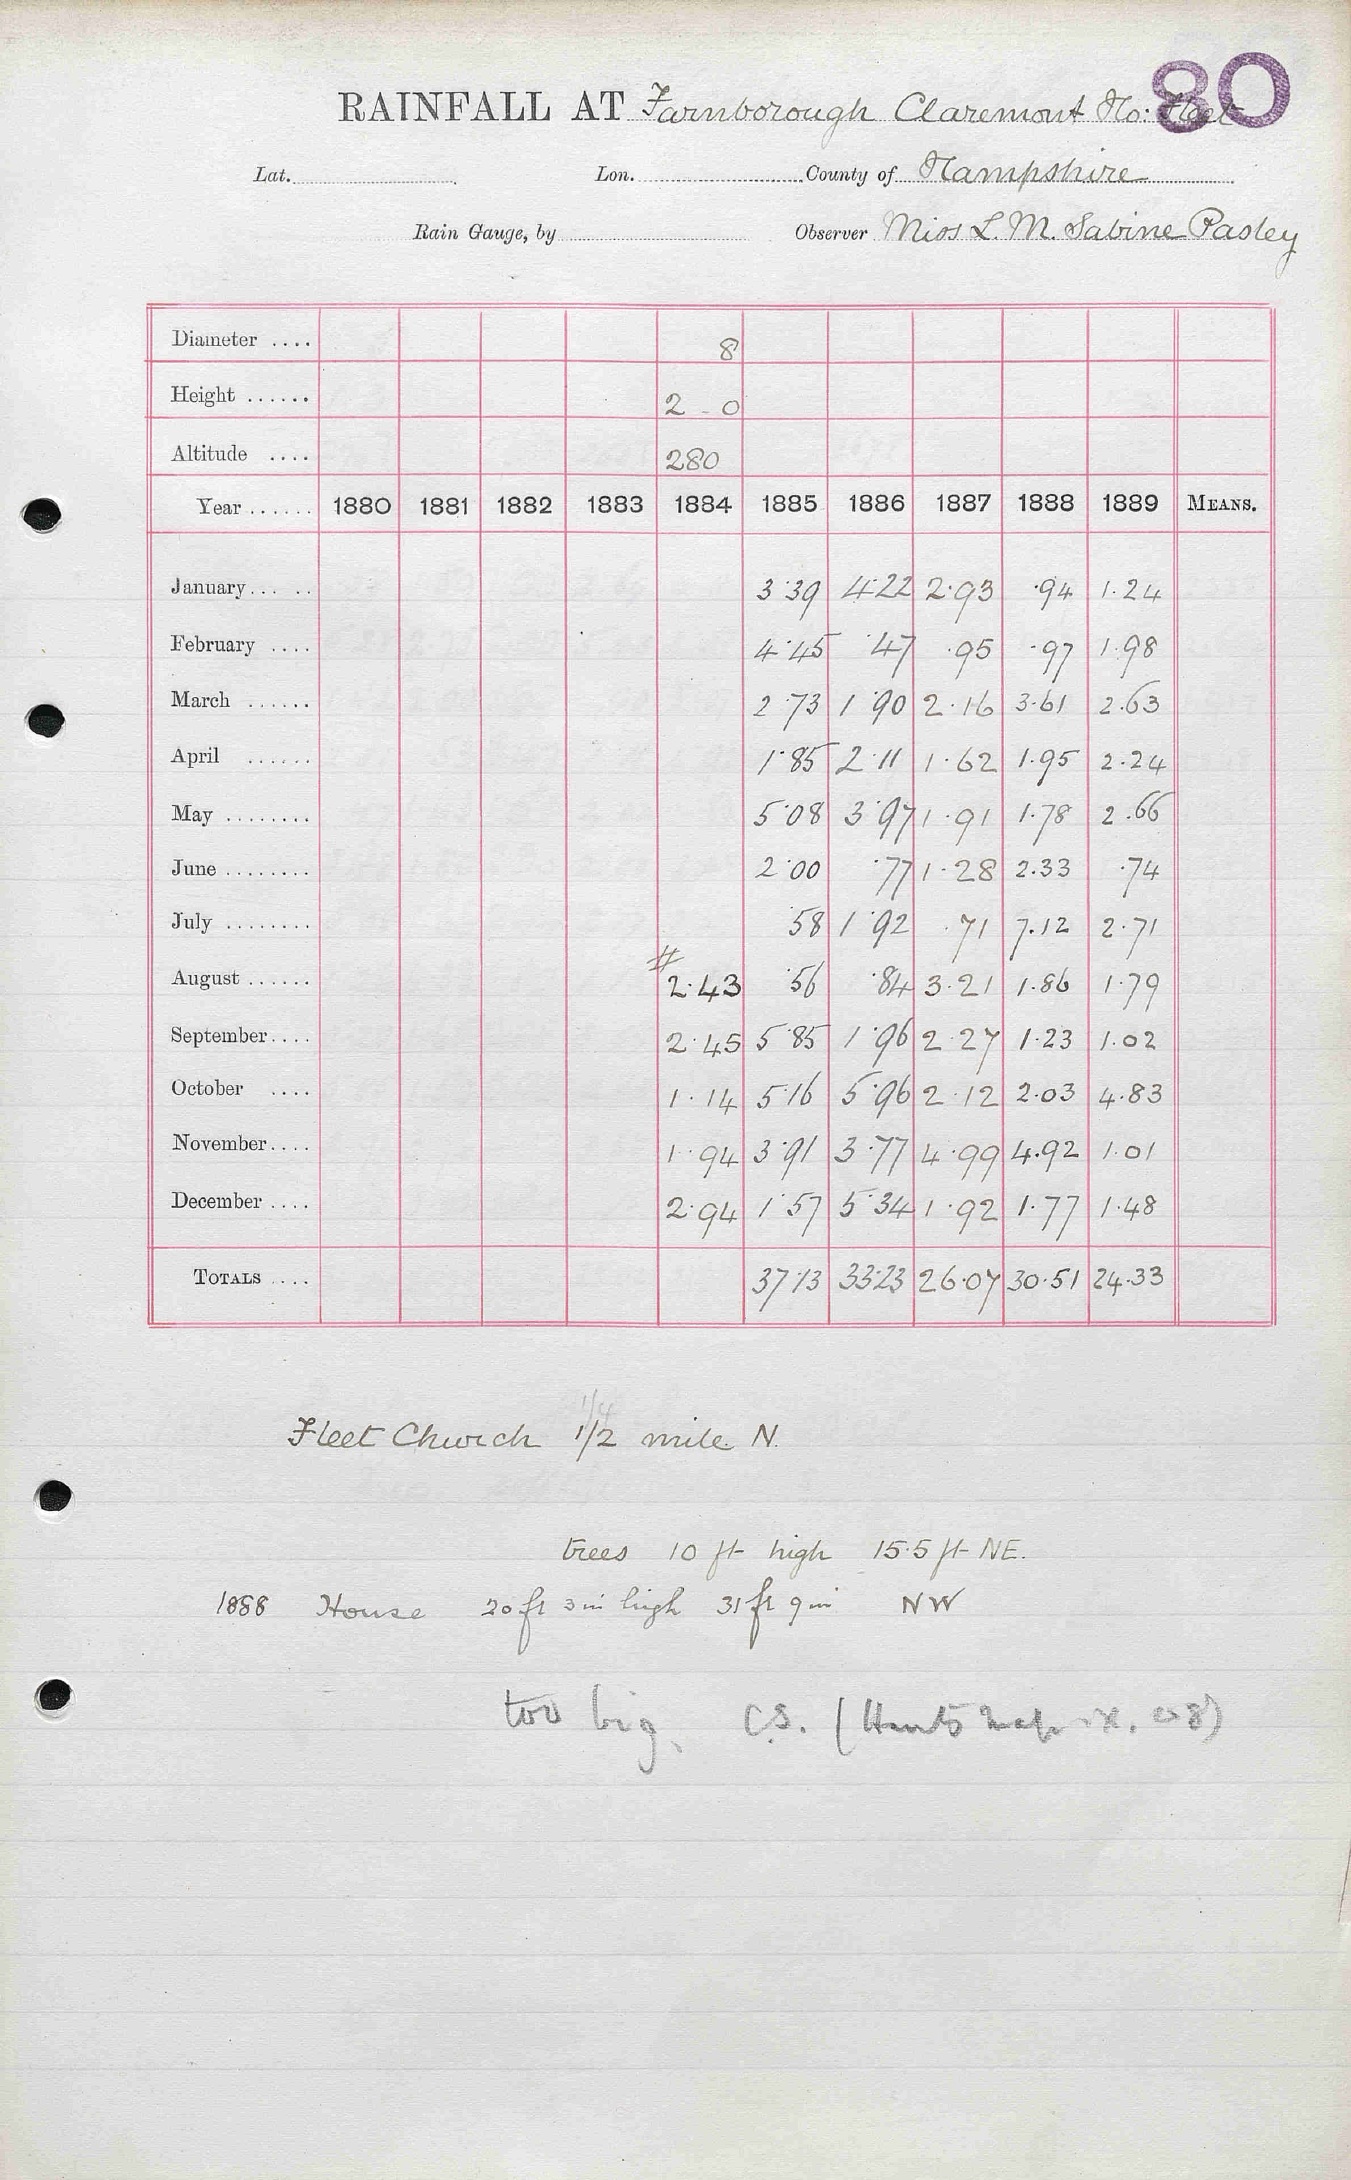 80
RAINFALL AT Farnborough Claremont Ho: Fleet
Lat. Lon. County of Hampshire
Rain Gauge, by Observer Miss L. M. Sabine Pasley
Diameter .... 8
Height ...... 2 - 0
Altitude .... 280
Year ...... 1880 1881 1882 1883 1884 1885 1886 1887 1888 1889 MEANS.
January ... .. 3·39 4·22 2·93 ·94 1.24
February .... 4·45 ·47 ·95 ·97 1.98
March ...... 2·73 1·90 2·16 3·61 2.63
April ...... 1·85 2·11 1·62 1.95 2.24
May ........ 5·08 3·97 1·91 1·78 2.66
June ........ 2·00 ·77 1·28 2.33 ·74
July ........ ·58 1·92 ·71 7.12 2·71
#
August ...... 2·43 ·56 ·84 3·21 1·86 1·79
September .... 2·45 5·85 1·96 2·27 1·23 1.02
October .... 1·14 5·16 5·96 2·12 2·03 4.83
November .... 1·94 3·91 3·77 4·99 4.92 1.01
December .... 2·94 1·57 5·34 1·92 1·77 1·48
TOTALS .... 37·13 33·23 26·07 30·51 24.33
1/4
Fleet Church 1/2 mile N.
trees 10 ft high 15·5 ft NE.
1888 House 20 ft 3 in high 31 ft 9 in NW
too big. C.S. (Hants map ix.